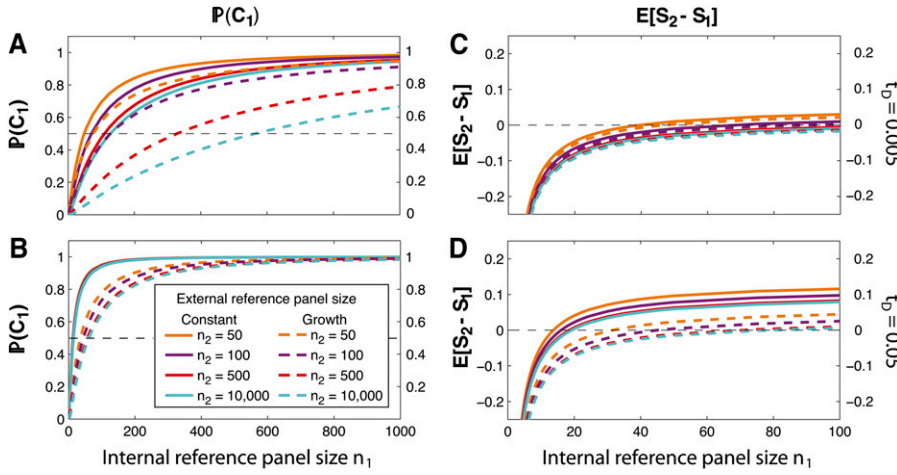 ℙ(C₁)
E[S₂ - S₁]
A
P(C₁)
1
0.8
0.6
0.4
0.2
0
1
0.8
0.6
0.4
0.2
0
C
E[S₂ - S₁]
0.2
0.1
0
-0.1
-0.2
0.2
0.1
0
-0.1
-0.2
t_D = 0.005
B
P(C₁)
1
0.8
0.6
0.4
0.2
0
1
0.8
0.6
0.4
0.2
0
External reference panel size
Constant Growth
n₂ = 50 n₂ = 50
n₂ = 100 n₂ = 100
n₂ = 500 n₂ = 500
n₂ = 10,000 n₂ = 10,000
0 200 400 600 800 1000
Internal reference panel size n₁
D
E[S₂ - S₁]
0.2
0.1
0
-0.1
-0.2
0.2
0.1
0
-0.1
-0.2
t_D = 0.05
0 20 40 60 80 100
Internal reference panel size n₁